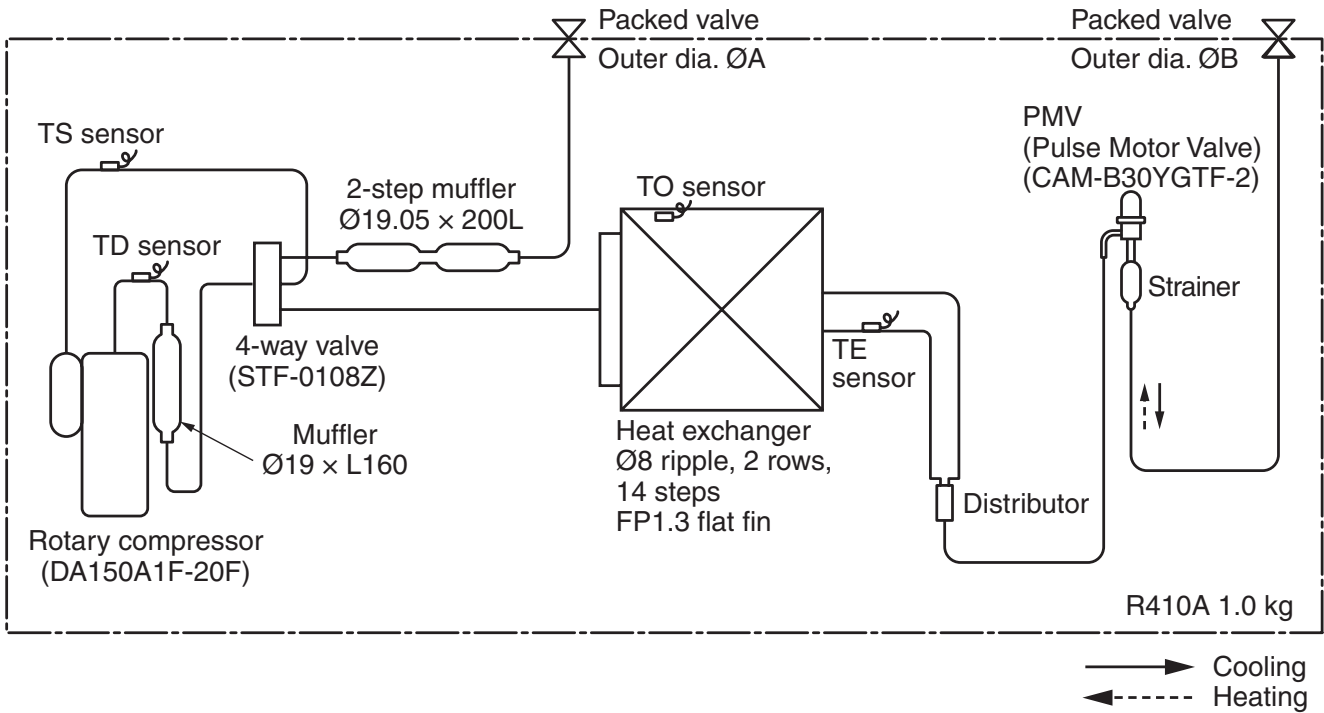 Packed valve
Outer dia. ØA
Packed valve
Outer dia. ØB
TS sensor
PMV
(Pulse Motor Valve)
(CAM-B30YGTF-2)
2-step muffler
Ø19.05 × 200L
TO sensor
TD sensor
Strainer
4-way valve
(STF-0108Z)
TE
sensor
Muffler
Ø19 × L160
Heat exchanger
Ø8 ripple, 2 rows,
14 steps
FP1.3 flat fin
Distributor
Rotary compressor
(DA150A1F-20F)
R410A 1.0 kg
Cooling
Heating